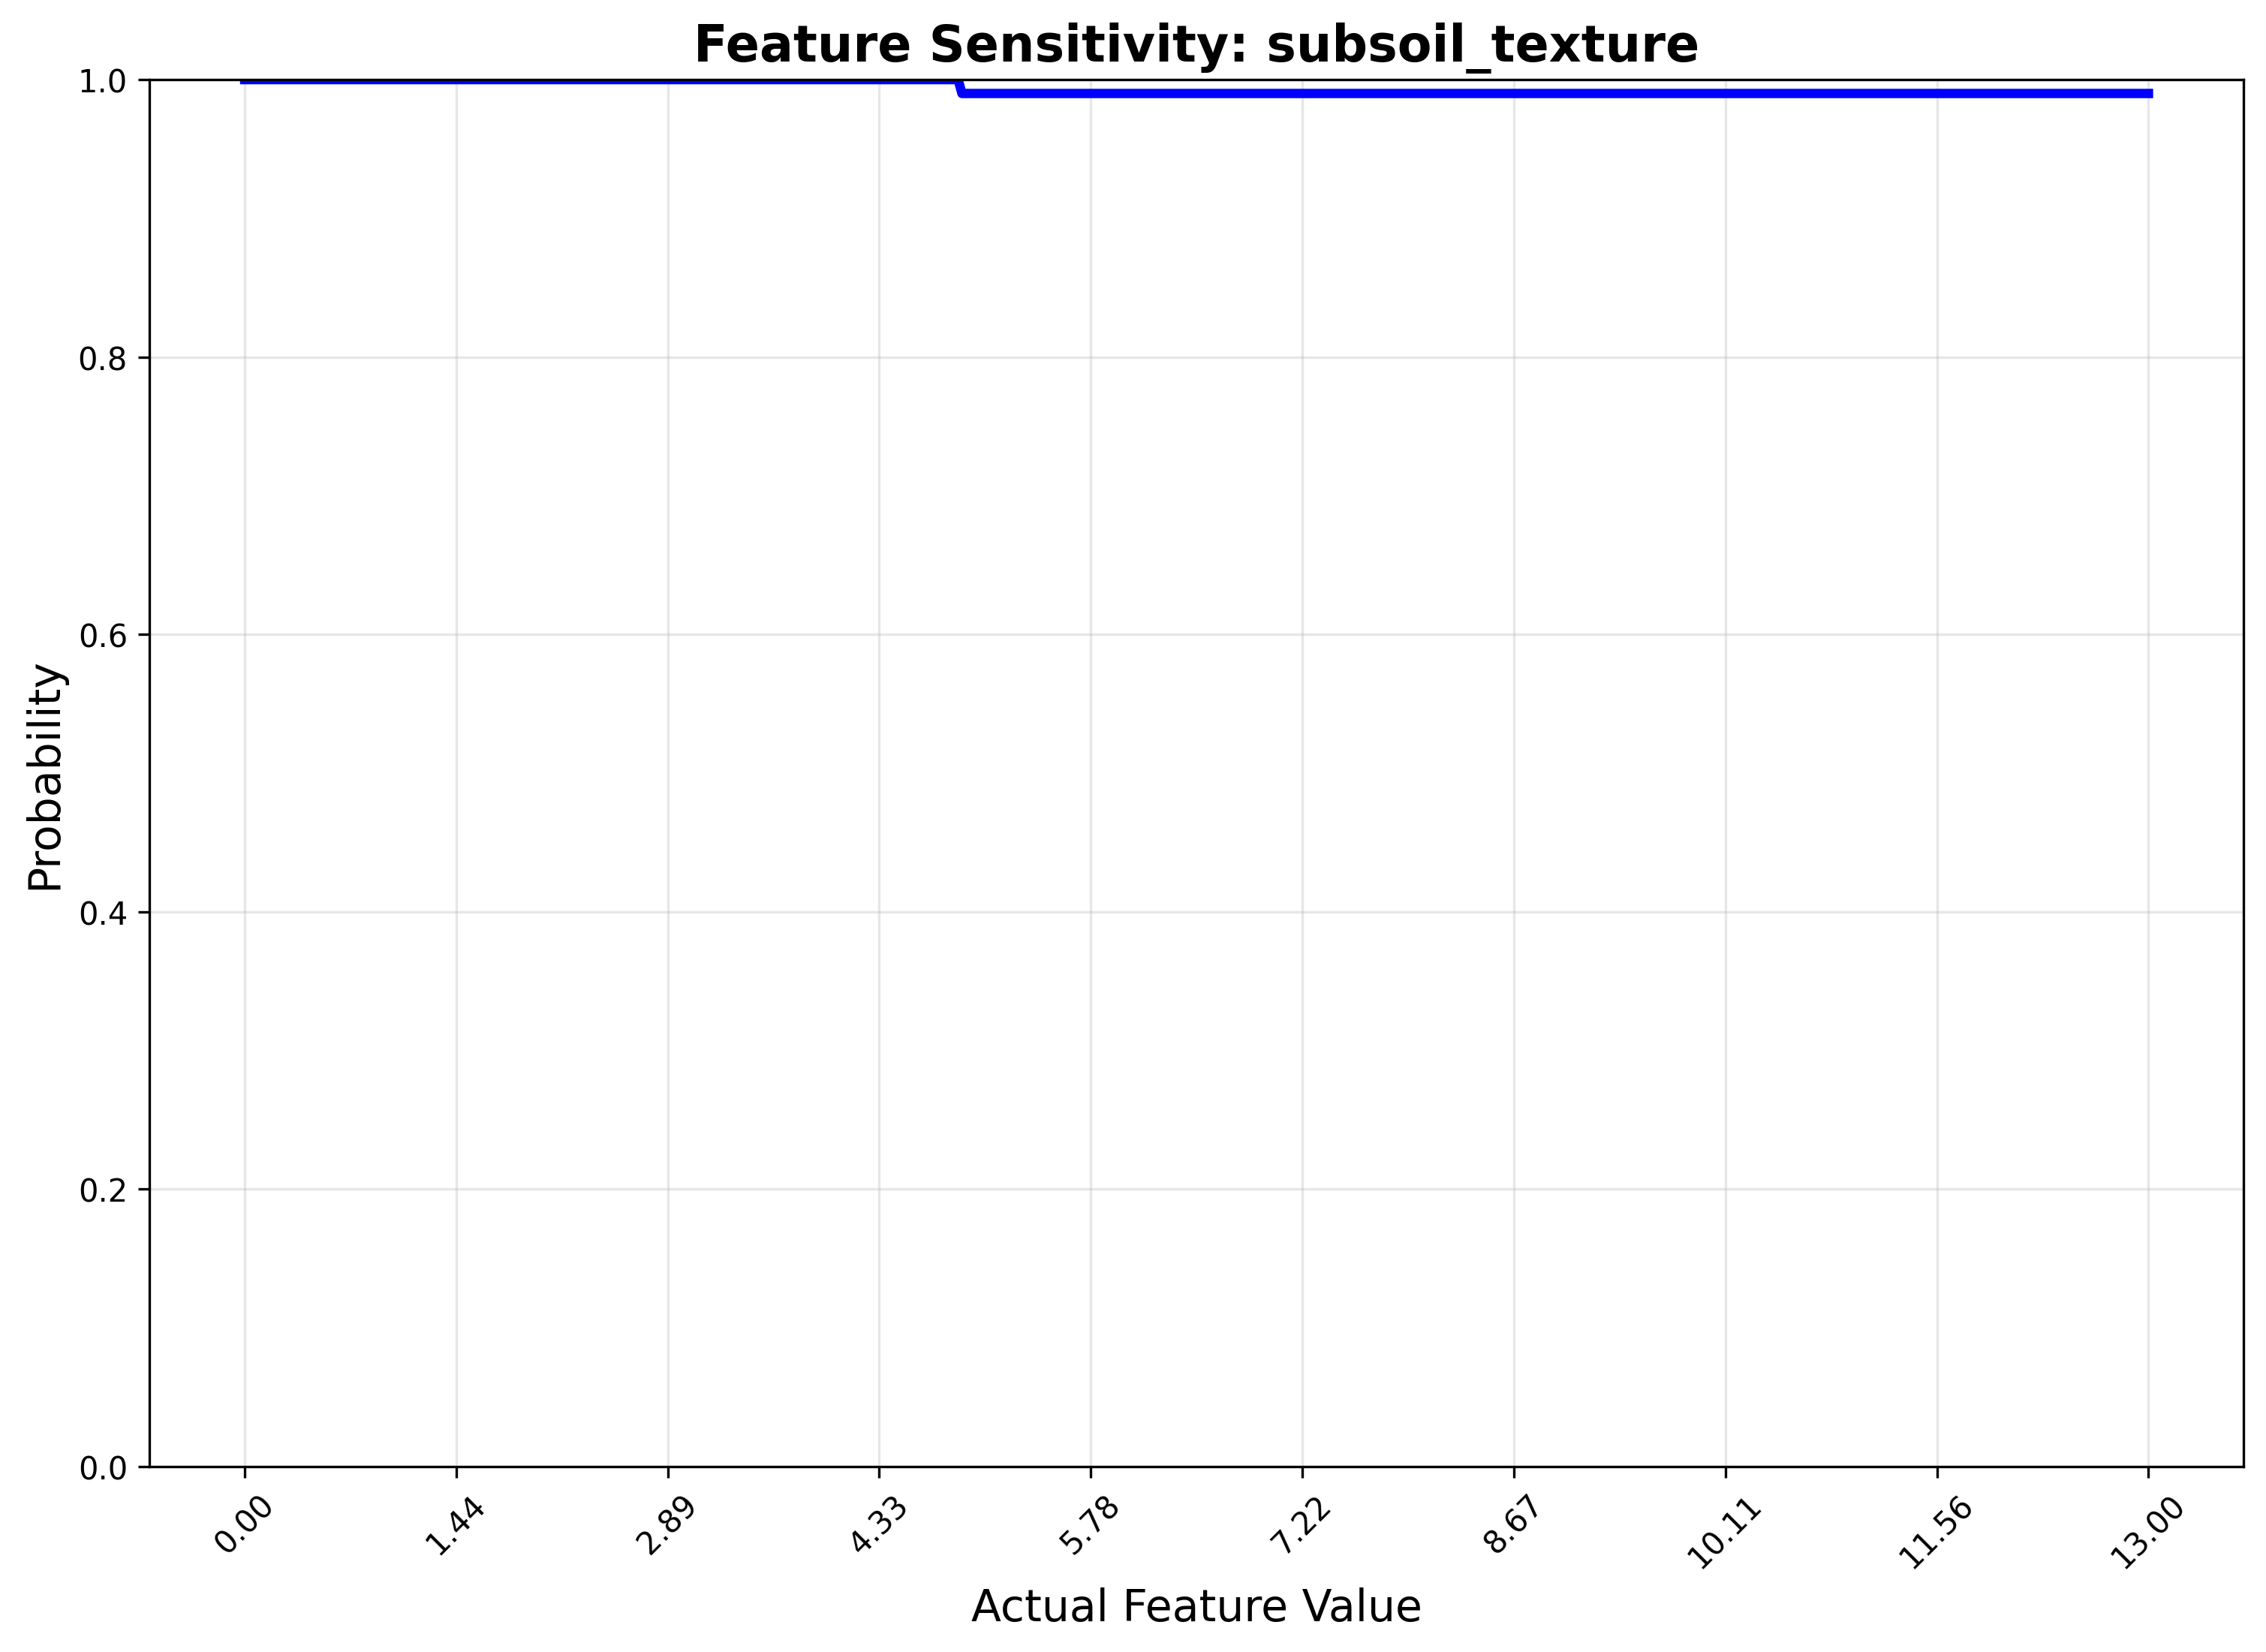 Feature Sensitivity: subsoil_texture
1.0
0.8
0.6
0.4
0.2
0.0
Probability
0.00 1.44 2.89 4.33 5.78 7.22 8.67 10.11 11.56 13.00
Actual Feature Value